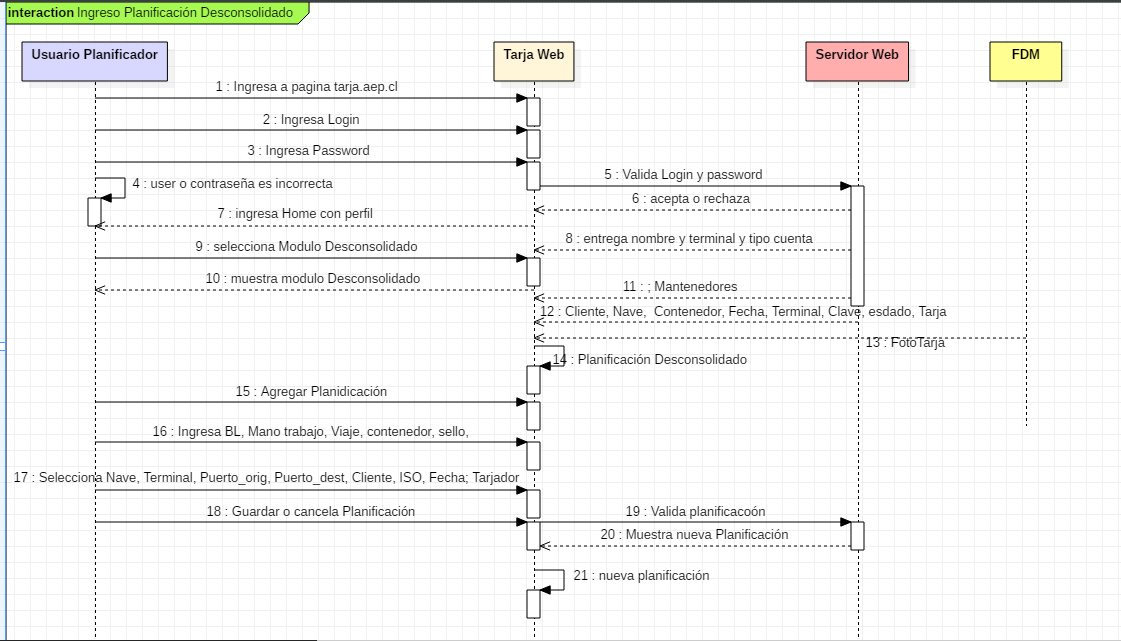 interaction Ingreso Planificación Desconsolidado
Usuario Planificador
Tarja Web
Servidor Web
FDM
1 : Ingresa a pagina tarja.aep.cl
2 : Ingresa Login
3 : Ingresa Password
4 : user o contraseña es incorrecta
5 : Valida Login y password
6 : acepta o rechaza
7 : ingresa Home con perfil
8 : entrega nombre y terminal y tipo cuenta
9 : selecciona Modulo Desconsolidado
10 : muestra modulo Desconsolidado
11 : ; Mantenedores
12 : Cliente, Nave, Contenedor, Fecha, Terminal, Clave, esdado, Tarja
13 : FotoTarja
14 : Planificación Desconsolidado
15 : Agregar Planidicación
16 : Ingresa BL, Mano trabajo, Viaje, contenedor, sello,
17 : Selecciona Nave, Terminal, Puerto_orig, Puerto_dest, Cliente, ISO, Fecha; Tarjador
18 : Guardar o cancela Planificación
19 : Valida planificacoón
20 : Muestra nueva Planificación
21 : nueva planificación